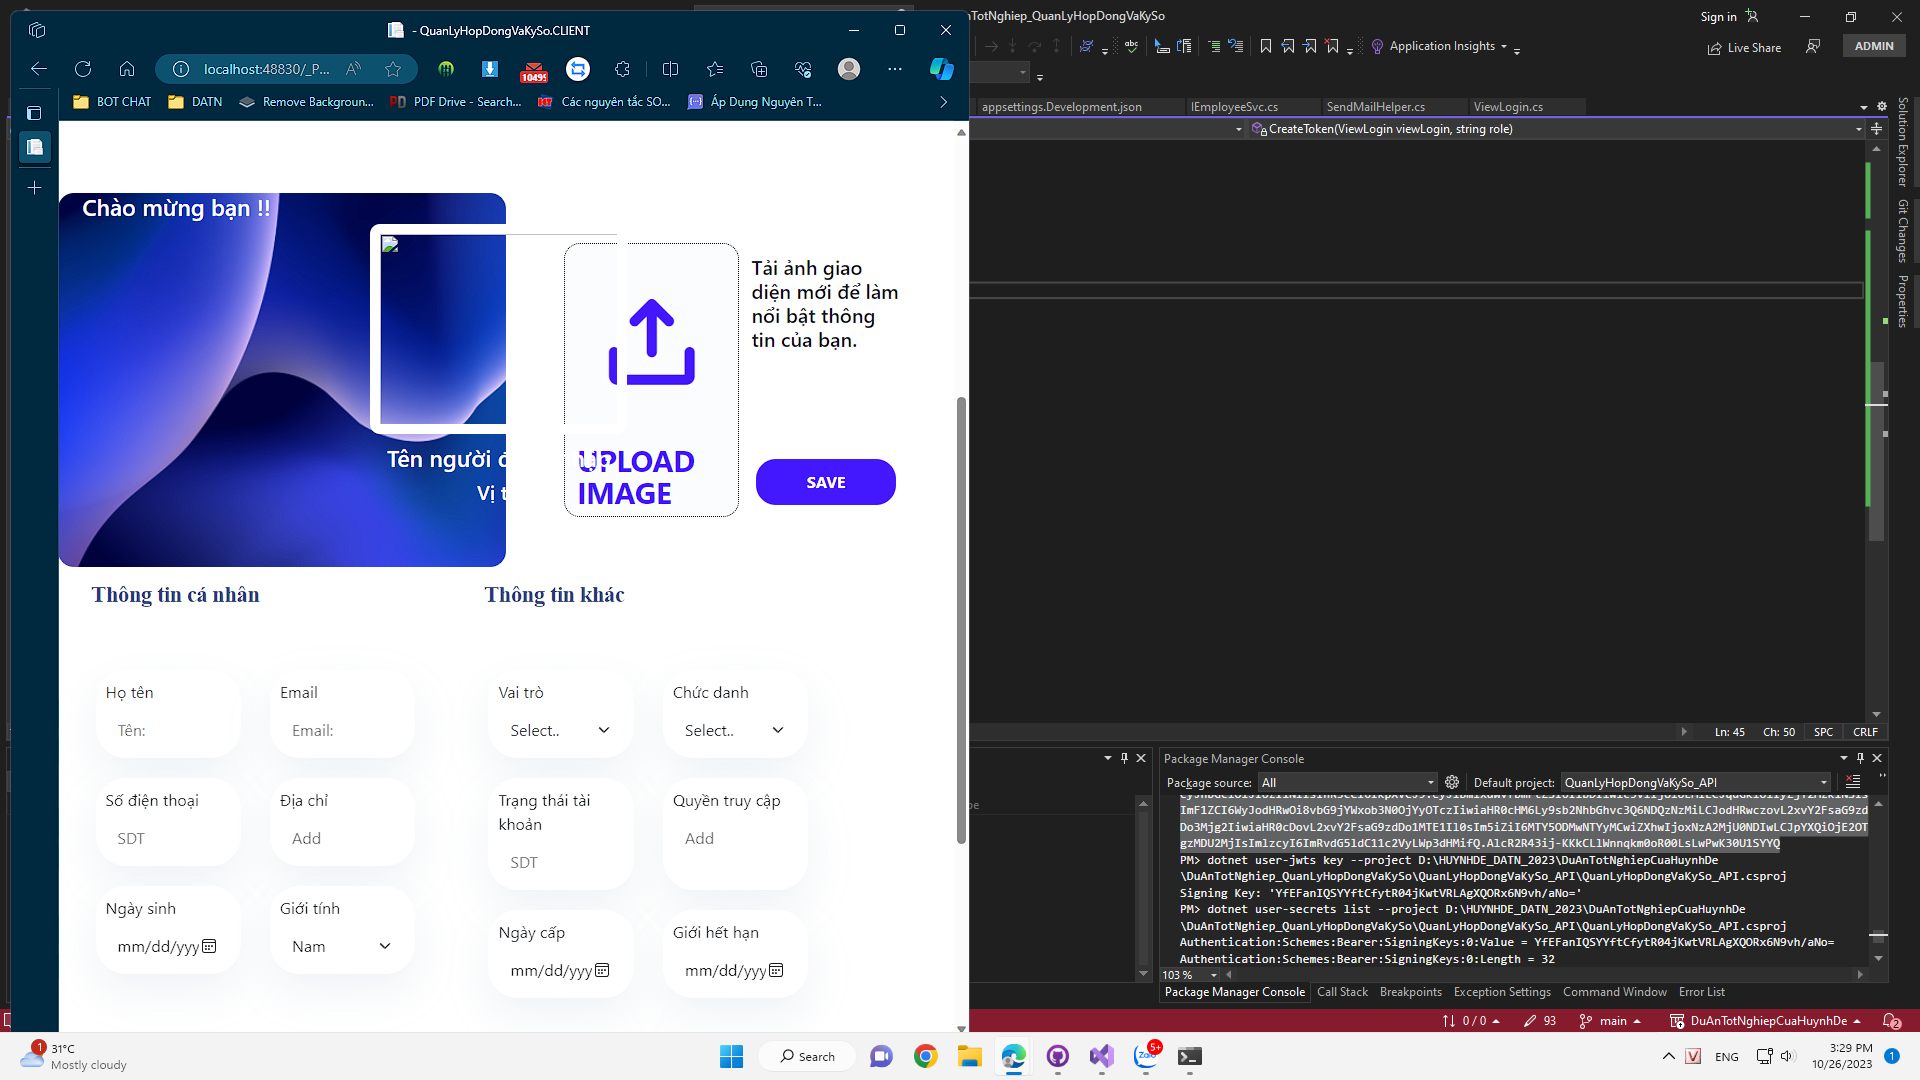 - QuanLyHopDongVaKySo.CLIENT
localhost:48830/_P...
10495
BOT CHAT
DATN
Remove Backgroun...
PDF Drive - Search...
Các nguyên tắc SO...
Áp Dụng Nguyên T...
Chào mừng bạn !!
Tải ảnh giao
diện mới để làm
nổi bật thông
tin của bạn.
Tên người đ
Vị t
UPLOAD
IMAGE
SAVE
Thông tin cá nhân
Thông tin khác
Họ tên
Tên:
Email
Email:
Vai trò
Select..
Chức danh
Select..
Số điện thoại
SDT
Địa chỉ
Add
Trạng thái tài
khoản
SDT
Quyền truy cập
Add
Ngày sinh
mm/dd/yyy
Giới tính
Nam
Ngày cấp
mm/dd/yyy
Giới hết hạn
mm/dd/yyy
TotNghiep_QuanLyHopDongVaKySo
Sign in
Application Insights
Live Share
ADMIN
appsettings.Development.json
IEmployeeSvc.cs
SendMailHelper.cs
ViewLogin.cs
CreateToken(ViewLogin viewLogin, string role)
Solution Explorer
Git Changes
Properties
Ln: 45
Ch: 50
SPC
CRLF
Package Manager Console
Package source:
All
Default project:
QuanLyHopDongVaKySo_API
PM> dotnet user-jwts key --project D:\HUYNHDE_DATN_2023\DuAnTotNghiepCuaHuynhDe
\DuAnTotNghiep_QuanLyHopDongVaKySo\QuanLyHopDongVaKySo_API\QuanLyHopDongVaKySo_API.csproj
Signing Key: 'YfEFanIQSYYftCfytR04jKwtVRLAgXQORx6N9vh/aNo='
PM> dotnet user-secrets list --project D:\HUYNHDE_DATN_2023\DuAnTotNghiepCuaHuynhDe
\DuAnTotNghiep_QuanLyHopDongVaKySo\QuanLyHopDongVaKySo_API\QuanLyHopDongVaKySo_API.csproj
Authentication:Schemes:Bearer:SigningKeys:0:Value = YfEFanIQSYYftCfytR04jKwtVRLAgXQORx6N9vh/aNo=
Authentication:Schemes:Bearer:SigningKeys:0:Length = 32
103 %
Package Manager Console
Call Stack
Breakpoints
Exception Settings
Command Window
Error List
0 / 0
93
main
DuAnTotNghiepCuaHuynhDe
2
1
31°C
Mostly cloudy
Search
Zalo
5+
ENG
3:29 PM
10/26/2023
1